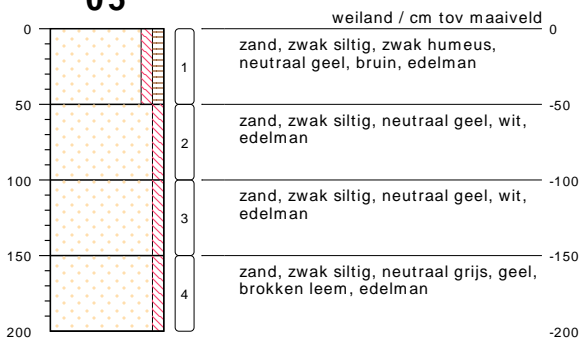 weiland / cm tov maaiveld
0
0
zand, zwak siltig, zwak humeus,
neutraal geel, bruin, edelman
1
50
-50
zand, zwak siltig, neutraal geel, wit,
edelman
2
100
-100
zand, zwak siltig, neutraal geel, wit,
edelman
3
150
-150
zand, zwak siltig, neutraal grijs, geel,
brokken leem, edelman
4
200
-200